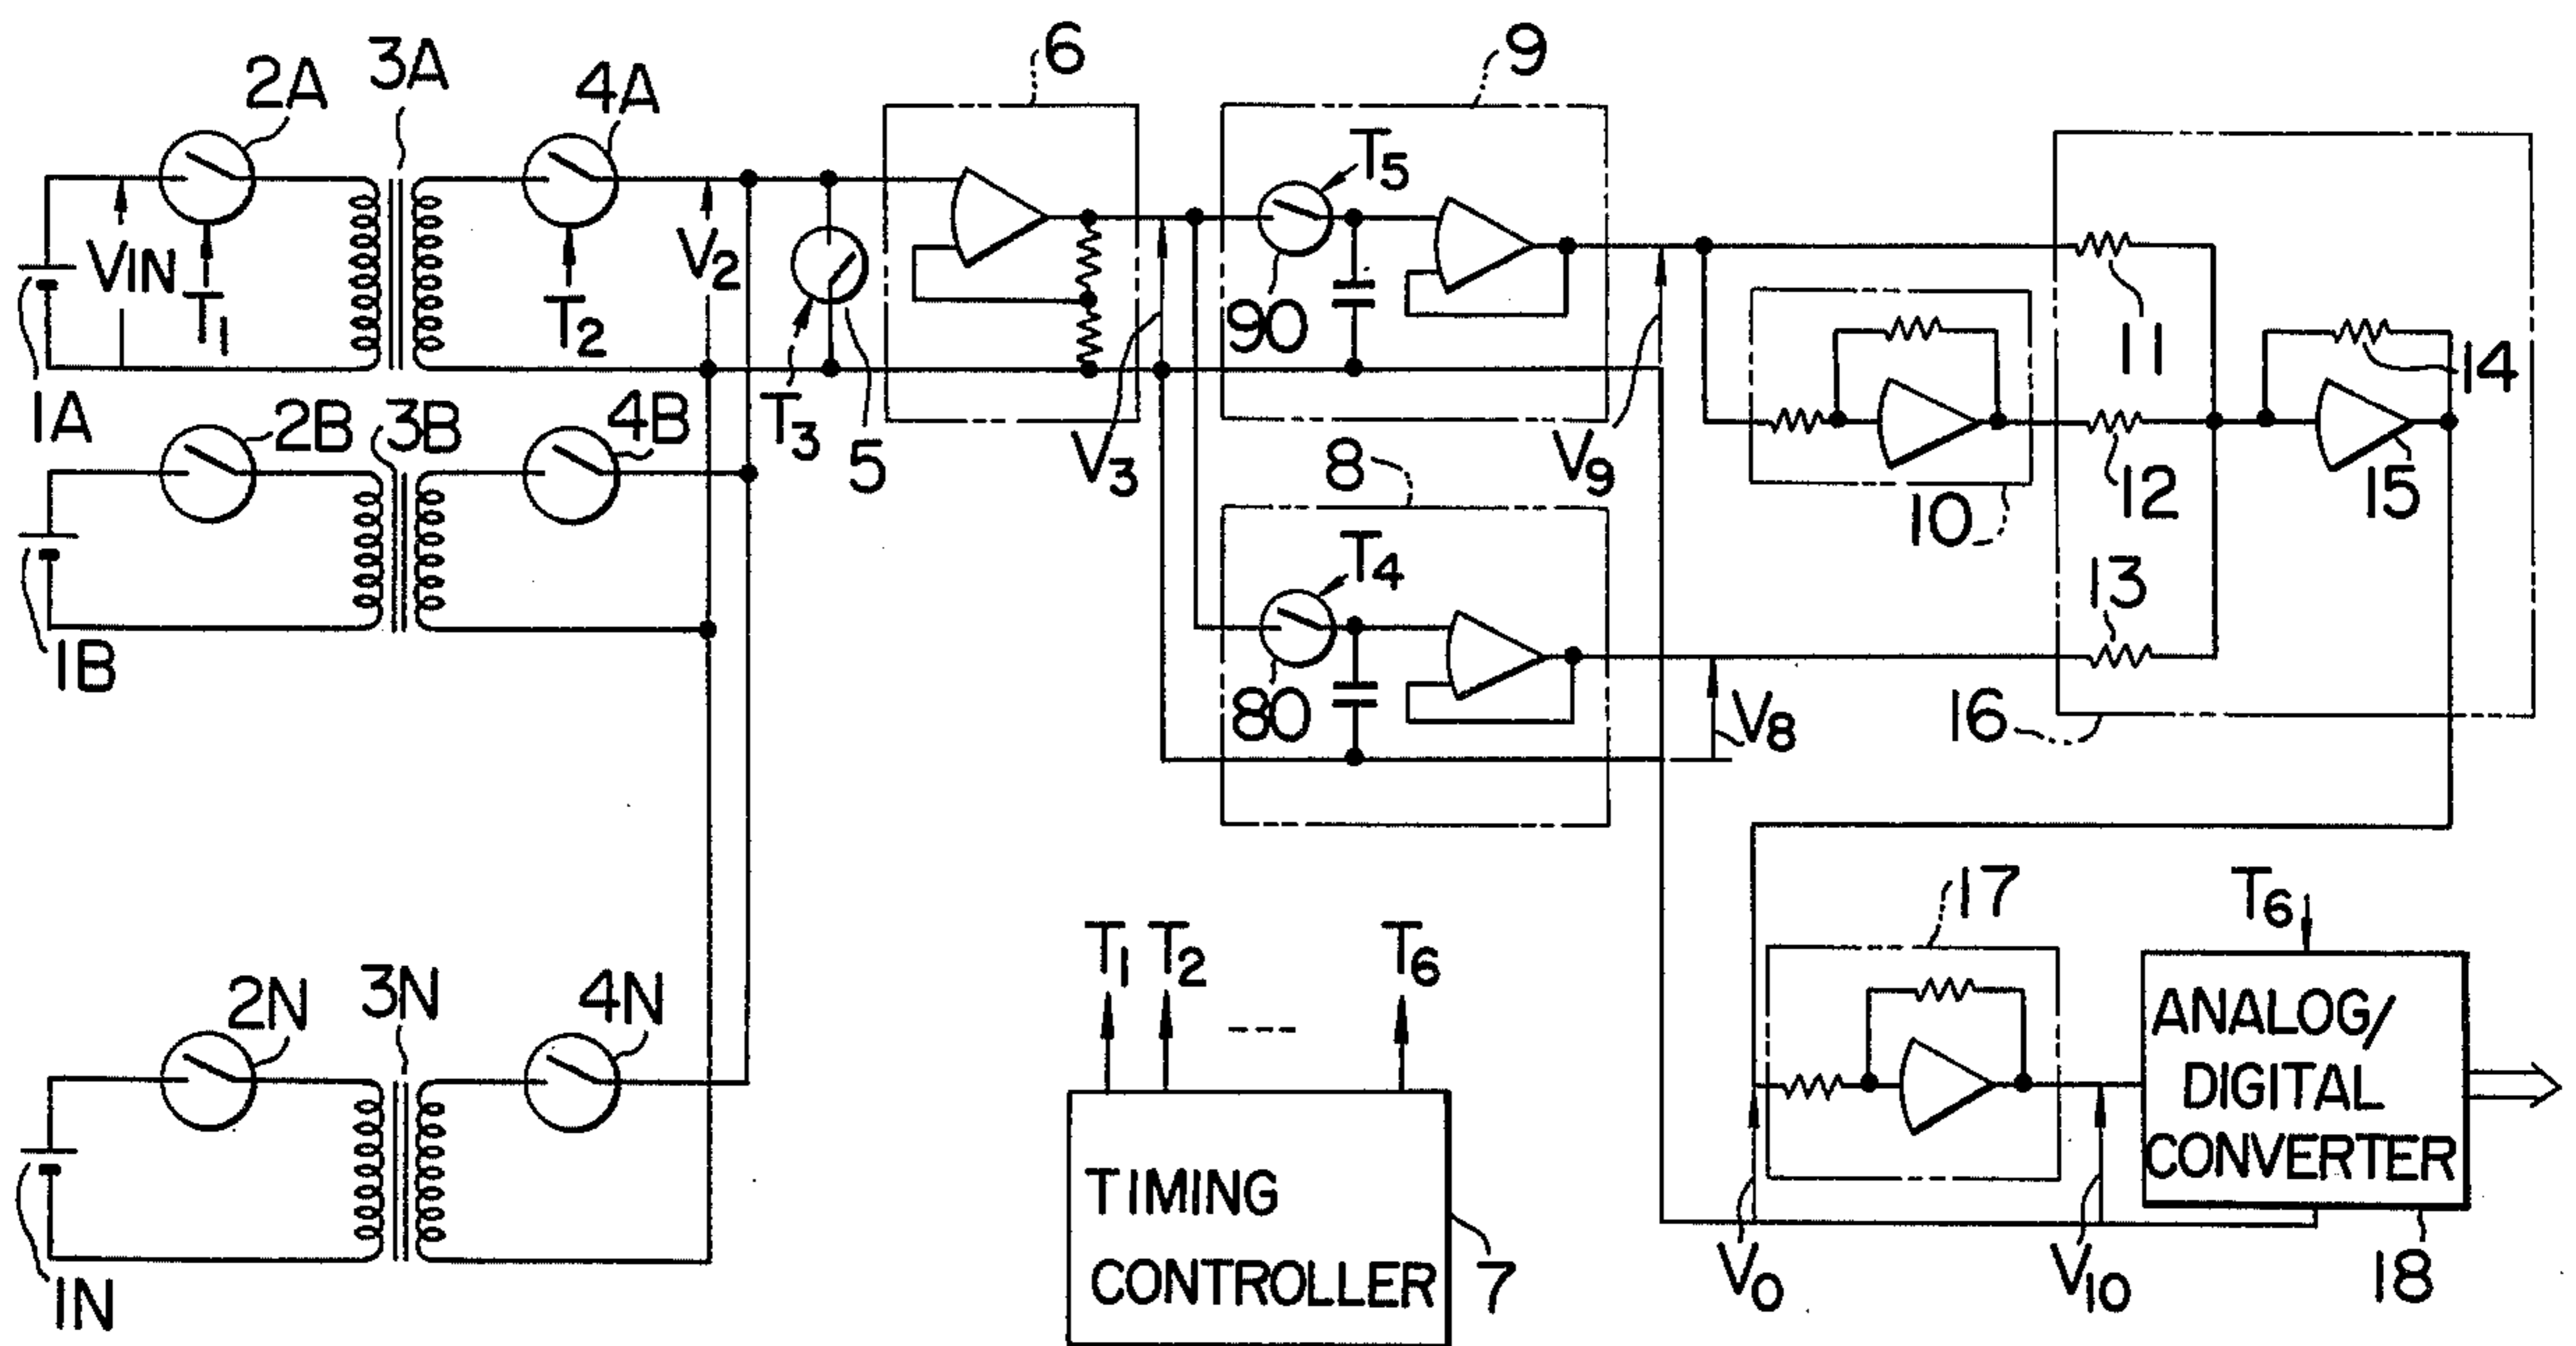 6
9
3A
2A
4A
T5
VIN
T1
T2
V2
90
11
14
1A
2B
3B
4B
T3
5
V3
V9
8
10
12
15
T4
13
1B
80
V8
16
17
T6
T1
T2
T6
2N
3N
4N
ANALOG/
DIGITAL
CONVERTER
TIMING
CONTROLLER
7
V0
V10
18
1N